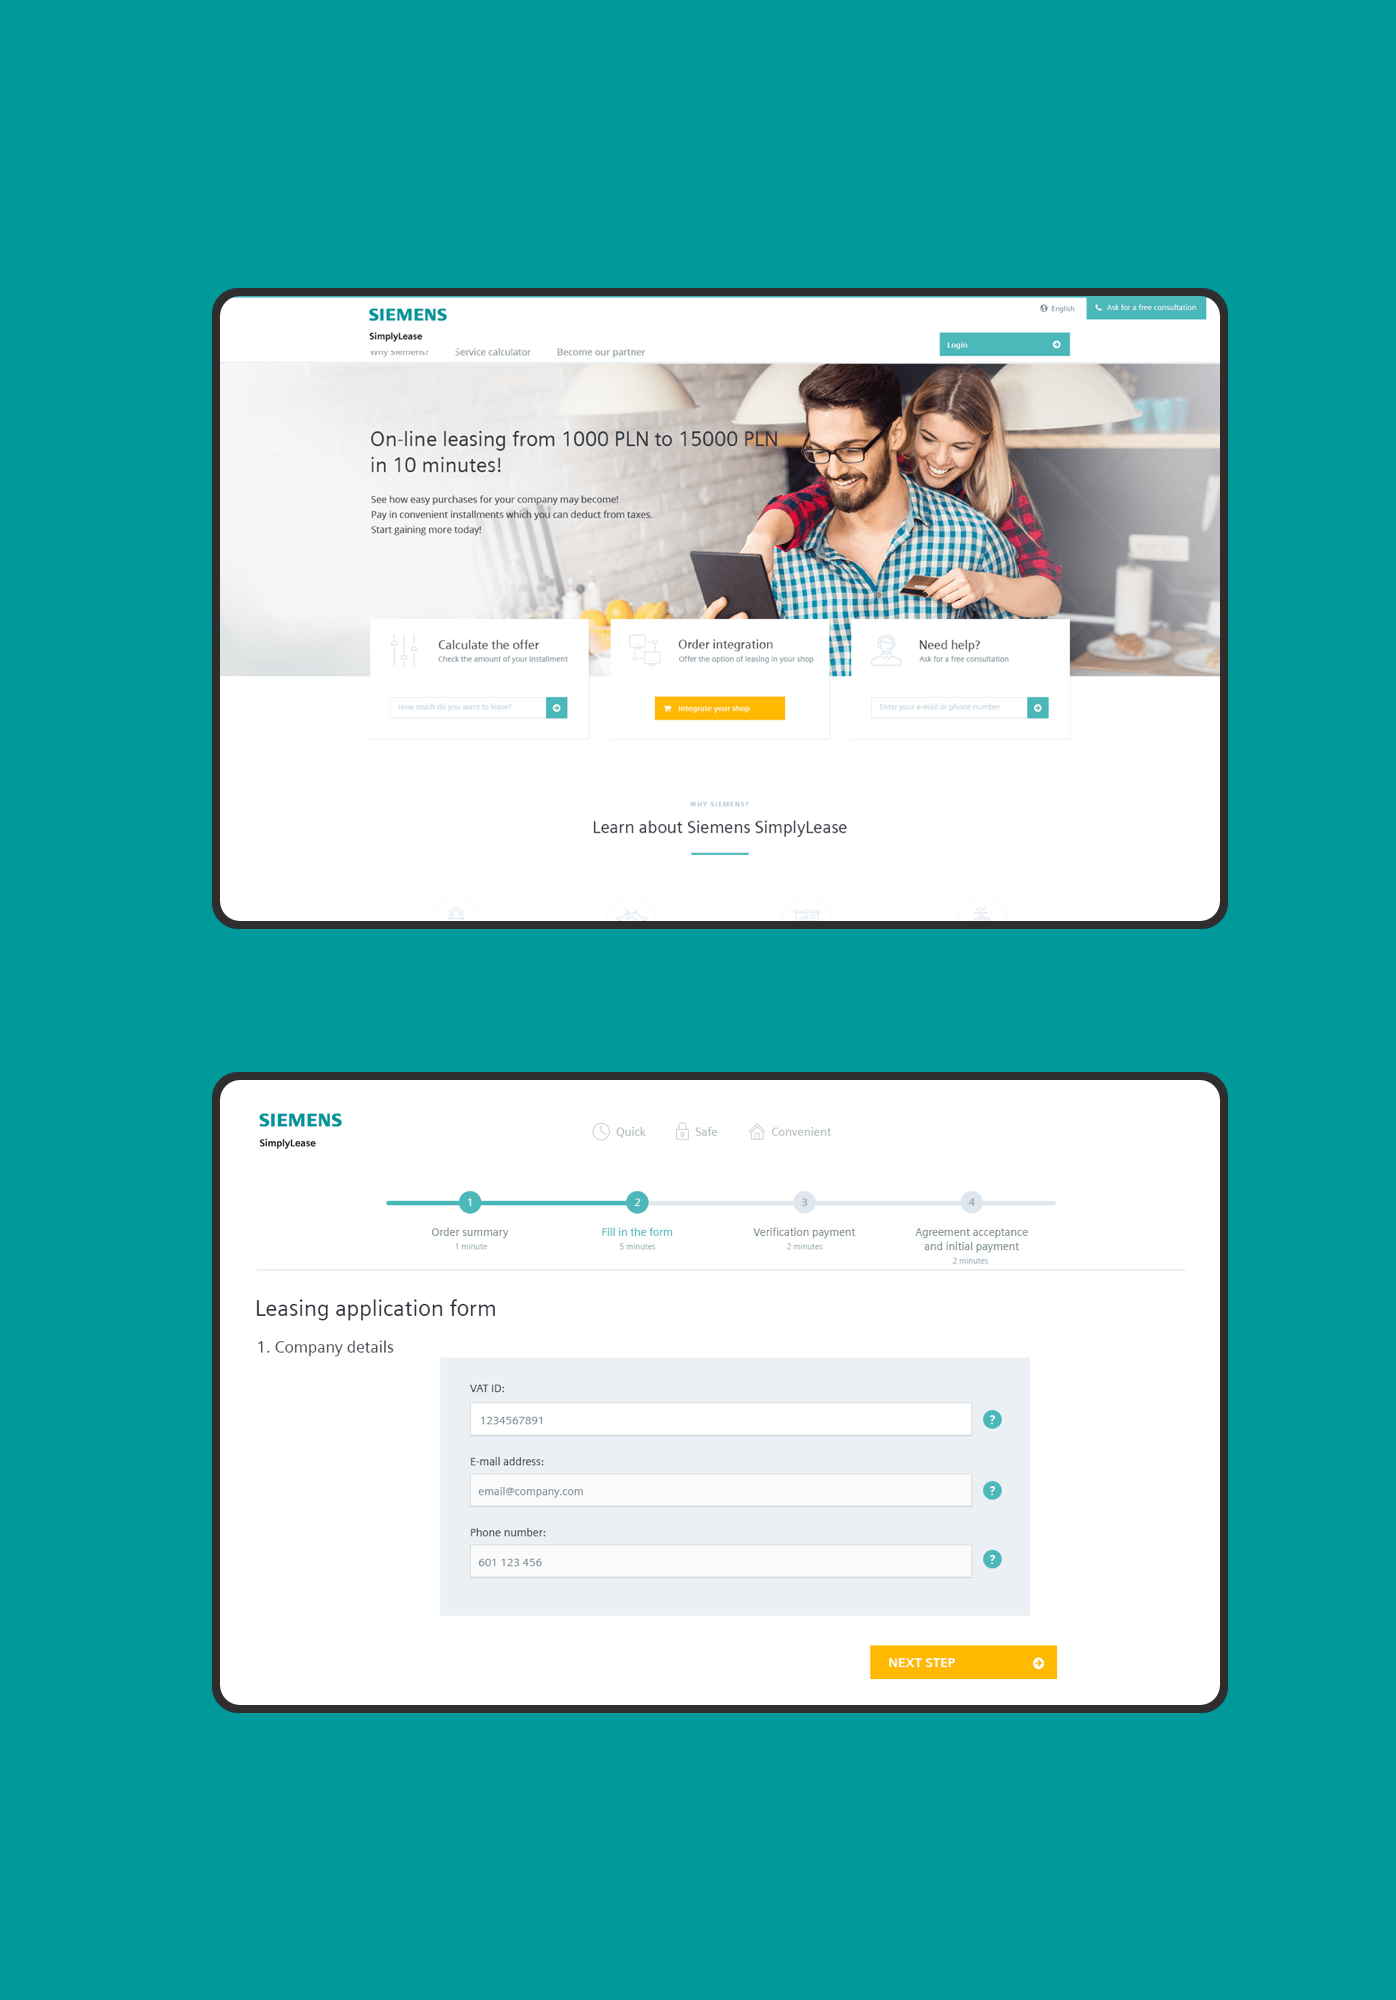 SIEMENS
SimplyLease
English
Ask for a free consultation
Why Siemens?
Service calculator
Become our partner
Login
On-line leasing from 1000 PLN to 15000 PLN
in 10 minutes!
See how easy purchases for your company may become!
Pay in convenient installments which you can deduct from taxes.
Start gaining more today!
Calculate the offer
Check the amount of your installment
How much do you want to lease?
Order integration
Offer the option of leasing in your shop
Integrate your shop
Need help?
Ask for a free consultation
Enter your e-mail or phone number
WHY SIEMENS?
Learn about Siemens SimplyLease
SIEMENS
SimplyLease
Quick
Safe
Convenient
1
2
3
4
Order summary
1 minute
Fill in the form
5 minutes
Verification payment
2 minutes
Agreement acceptance
and initial payment
2 minutes
Leasing application form
1. Company details
VAT ID:
1234567891
?
E-mail address:
email@company.com
?
Phone number:
601 123 456
?
NEXT STEP